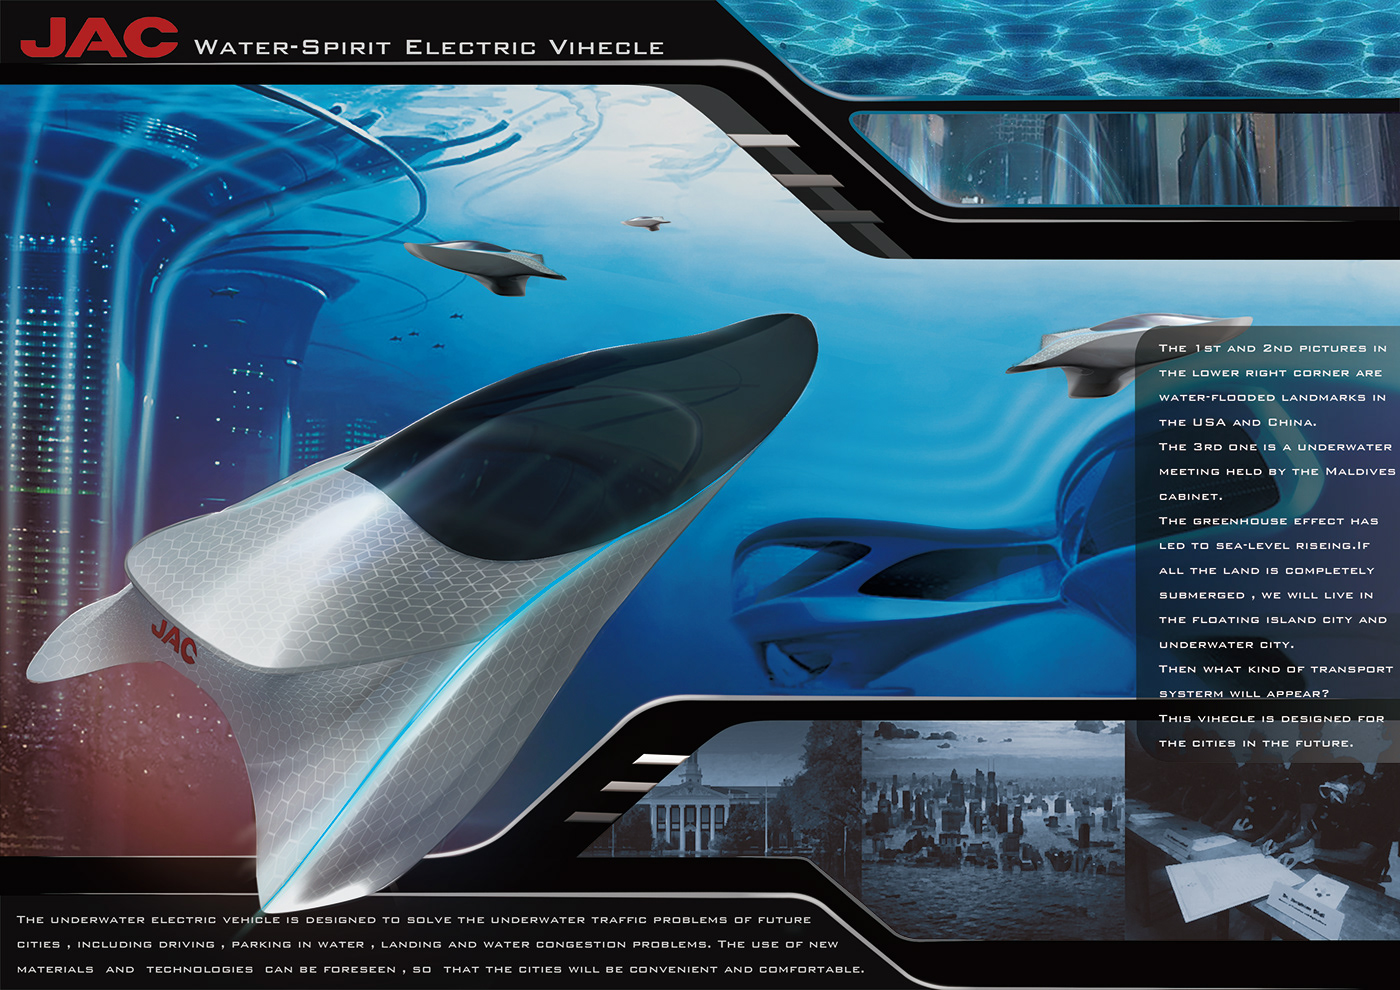 JAC Water-Spirit Electric Vihecle
The 1st and 2nd pictures in
the lower right corner are
water-flooded landmarks in
the USA and China.
The 3rd one is a underwater
meeting held by the Maldives
cabinet.
The greenhouse effect has
led to sea-level riseing.If
all the land is completely
submerged , we will live in
the floating island city and
underwater city.
Then what kind of transport
systerm will appear?
This vihecle is designed for
the cities in the future.
JAC
The underwater electric vehicle is designed to solve the underwater traffic problems of future
cities , including driving , parking in water , landing and water congestion problems. The use of new
materials and technologies can be foreseen , so that the cities will be convenient and comfortable.